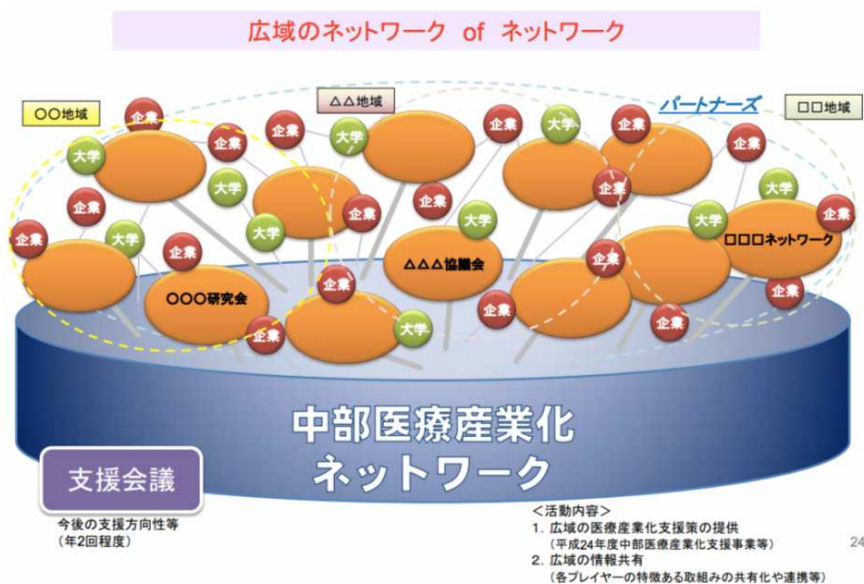 広域のネットワーク of ネットワーク
〇〇地域
△△地域
パートナーズ
□□地域
企業
大学
企業
企業
大学
企業
大学
企業
企業
大学
企業
大学
企業
大学
企業
企業
大学
企業
大学
大学
企業
企業
大学
企業
□□□ネットワーク
企業
△△△協議会
企業
〇〇〇研究会
企業
企業
企業
企業
大学
中部医療産業化
ネットワーク
支援会議
今後の支援方向性等
（年2回程度）
＜活動内容＞
1. 広域の医療産業化支援策の提供
（平成24年度中部医療産業化支援事業等）
2. 広域の情報共有
（各プレイヤーの特徴ある取組みの共有化や連携等）
24